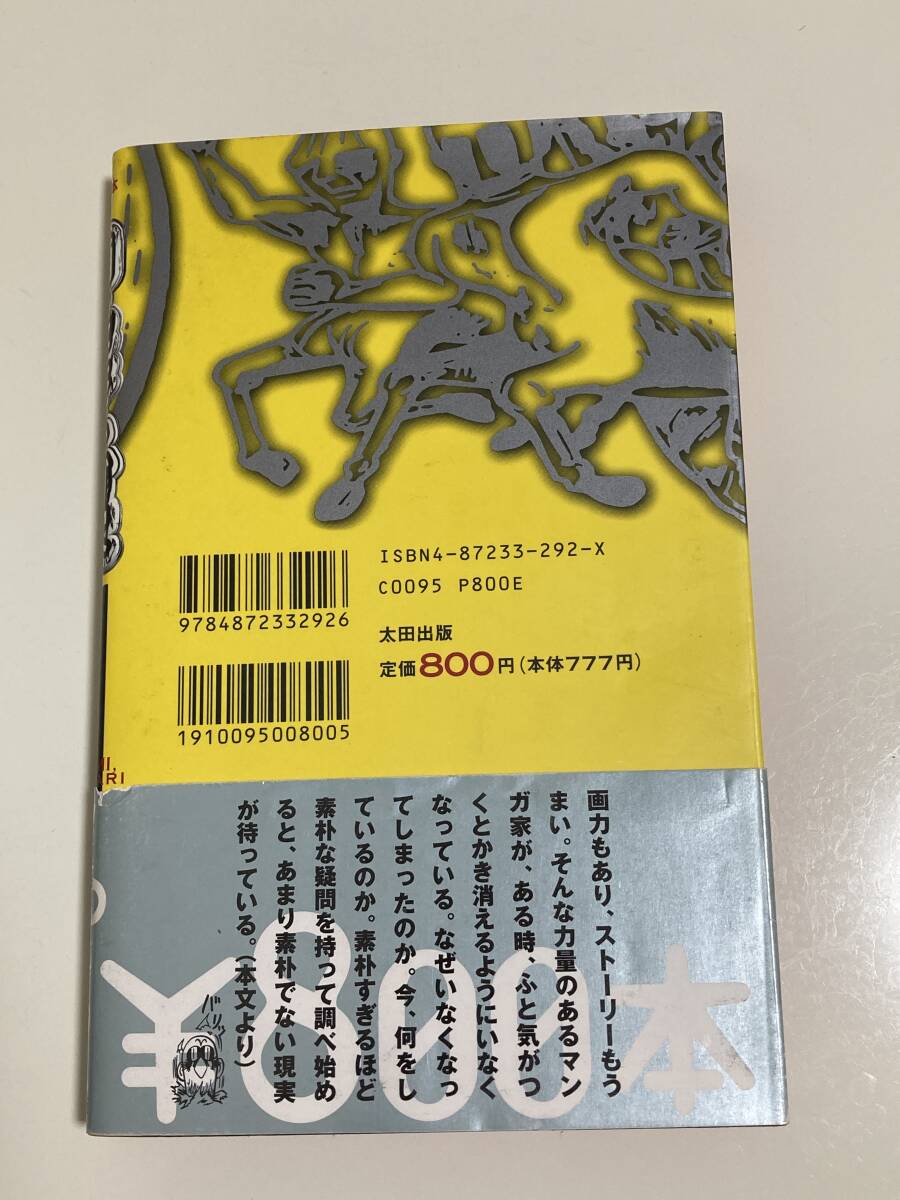 ISBN4-87233-292-X
C0095 P800E
9784872332926
太田出版
定価800円(本体777円)
1910095008005
RI
画力もあり、ストーリーもう
まい。そんな力量のあるマン
ガ家が、ある時、ふと気がつ
くとかき消えるようにいなく
なっている。なぜいなくなっ
てしまったのか。今、何をし
ているのか。素朴すぎるほど
素朴な疑問を持って調べ始め
ると、あまり素朴でない現実
が待っている。(本文より)
¥800本
バリ